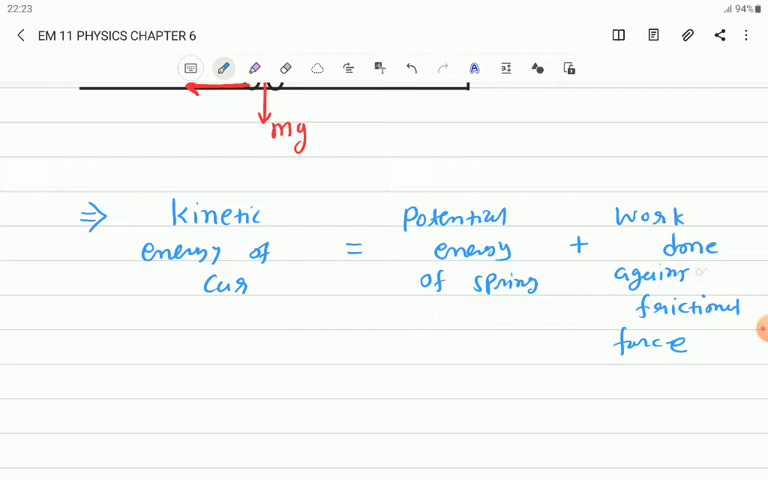 22:23
94%
EM 11 PHYSICS CHAPTER 6
mg
⇒ kinetic energy of car = potential energy of spring + work done against frictional force